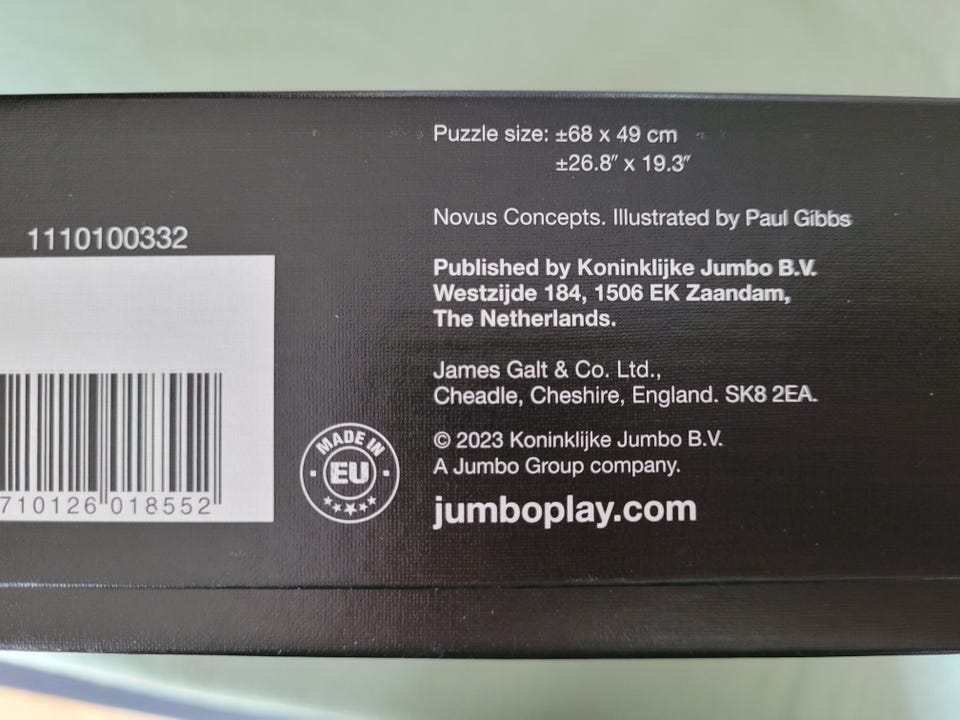 Puzzle size: ±68 x 49 cm
±26.8″ x 19.3″
Novus Concepts. Illustrated by Paul Gibbs
1110100332
Published by Koninklijke Jumbo B.V.
Westzijde 184, 1506 EK Zaandam,
The Netherlands.
James Galt & Co. Ltd.,
Cheadle, Cheshire, England. SK8 2EA.
© 2023 Koninklijke Jumbo B.V.
A Jumbo Group company.
jumboplay.com
MADE IN
EU
710126 018552